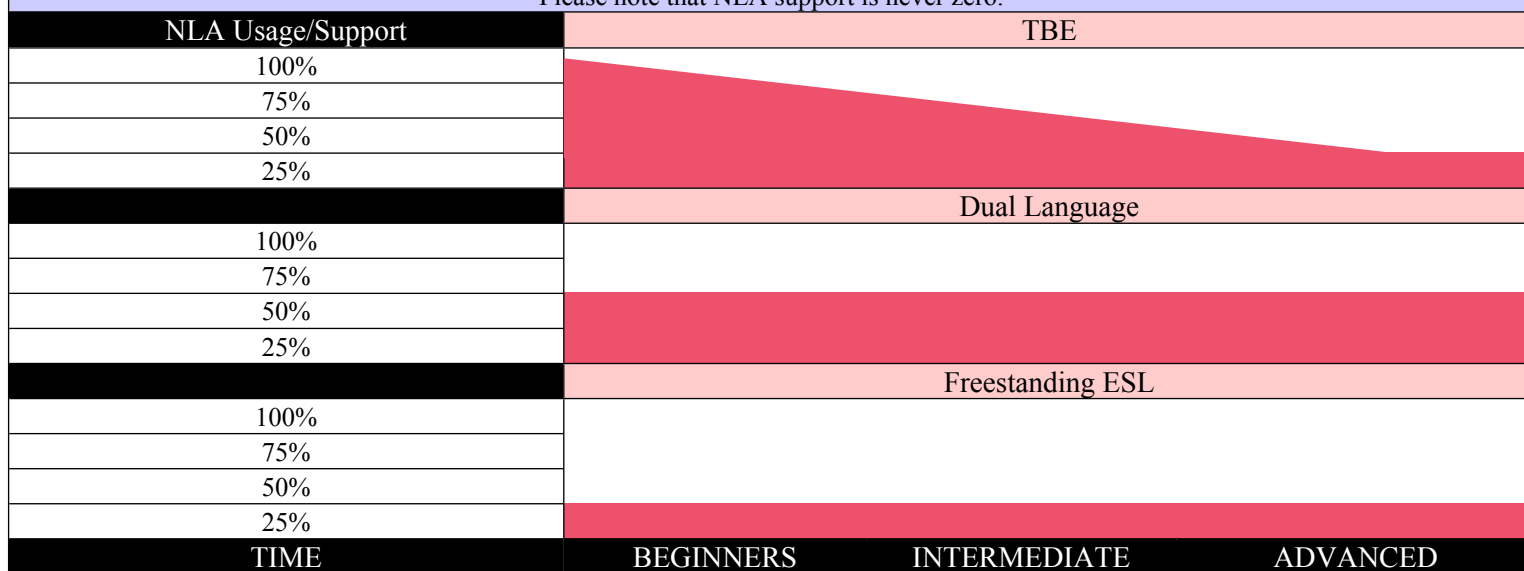 Please note that NLA support is never zero.
NLA Usage/Support TBE
100%
75%
50%
25%
Dual Language
100%
75%
50%
25%
Freestanding ESL
100%
75%
50%
25%
TIME BEGINNERS INTERMEDIATE ADVANCED